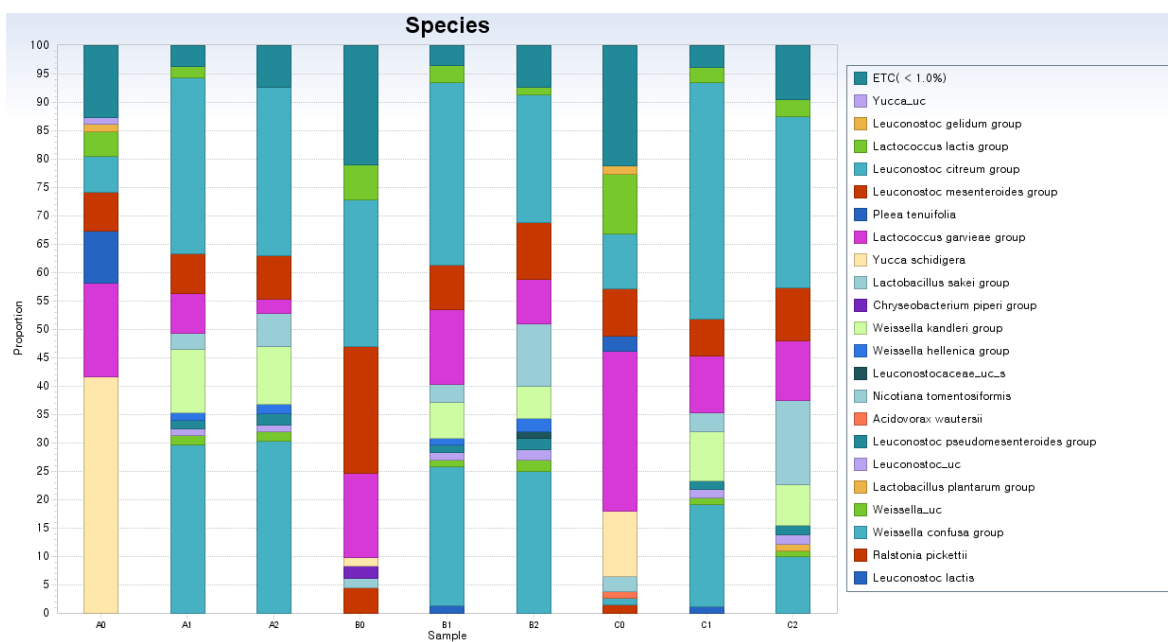 Species
100
95
90
85
80
75
70
65
60
55
50
45
40
35
30
25
20
15
10
5
0
Proportion
A0 A1 A2 B0 B1 B2 C0 C1 C2
Sample
ETC( < 1.0%)
Yucca_uc
Leuconostoc gelidum group
Lactococcus lactis group
Leuconostoc citreum group
Leuconostoc mesenteroides group
Pleea tenuifolia
Lactococcus garvieae group
Yucca schidigera
Lactobacillus sakei group
Chryseobacterium piperi group
Weissella kandleri group
Weissella hellenica group
Leuconostocaceae_uc_s
Nicotiana tomentosiformis
Acidovorax wautersii
Leuconostoc pseudomesenteroides group
Leuconostoc_uc
Lactobacillus plantarum group
Weissella_uc
Weissella confusa group
Ralstonia pickettii
Leuconostoc lactis